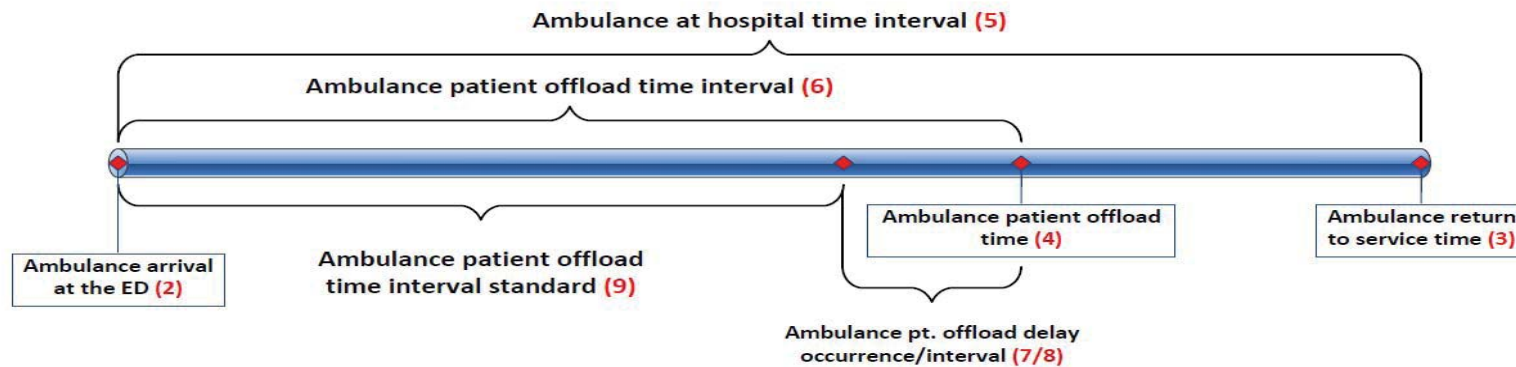 Ambulance at hospital time interval (5)
Ambulance patient offload time interval (6)
Ambulance arrival
at the ED (2)
Ambulance patient offload
time interval standard (9)
Ambulance patient offload
time (4)
Ambulance return
to service time (3)
Ambulance pt. offload delay
occurrence/interval (7/8)